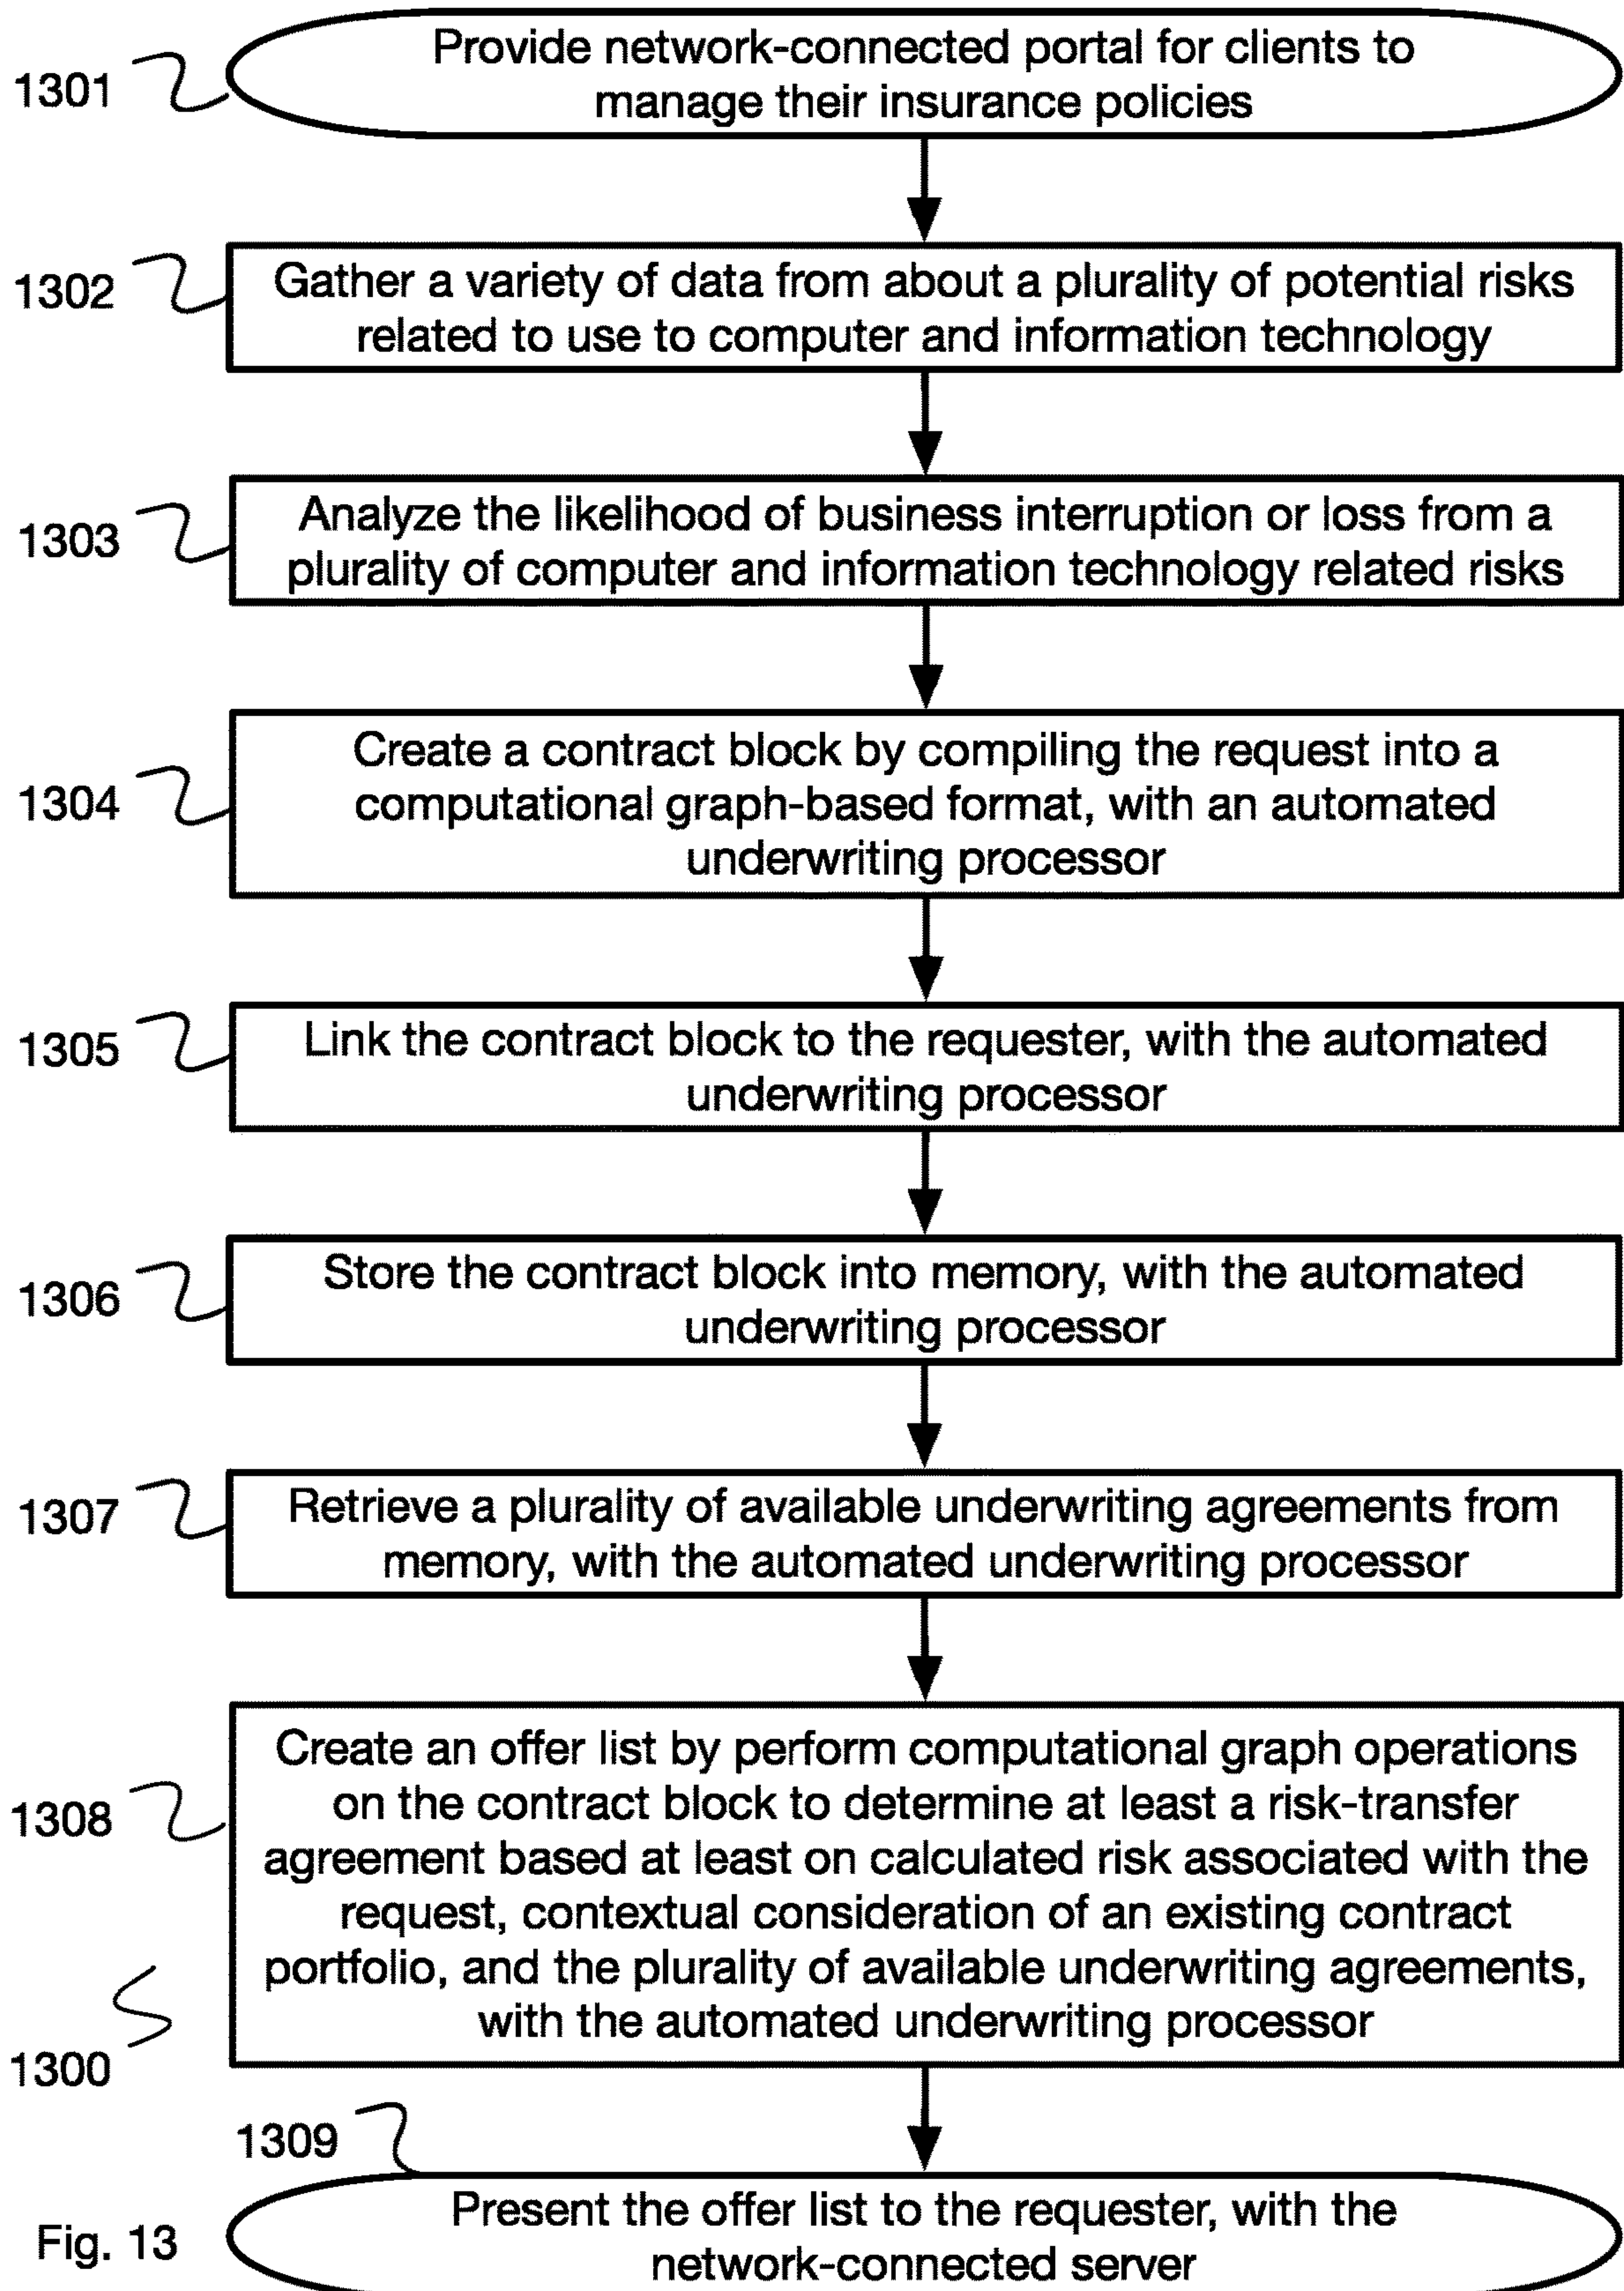 Provide network-connected portal for clients to
manage their insurance policies
1301
Gather a variety of data from about a plurality of potential risks
related to use to computer and information technology
1302
Analyze the likelihood of business interruption or loss from a
plurality of computer and information technology related risks
1303
Create a contract block by compiling the request into a
computational graph-based format, with an automated
underwriting processor
1304
Link the contract block to the requester, with the automated
underwriting processor
1305
Store the contract block into memory, with the automated
underwriting processor
1306
Retrieve a plurality of available underwriting agreements from
memory, with the automated underwriting processor
1307
Create an offer list by perform computational graph operations
on the contract block to determine at least a risk-transfer
agreement based at least on calculated risk associated with the
request, contextual consideration of an existing contract
portfolio, and the plurality of available underwriting agreements,
with the automated underwriting processor
1308
1300
1309
Present the offer list to the requester, with the
network-connected server
Fig. 13